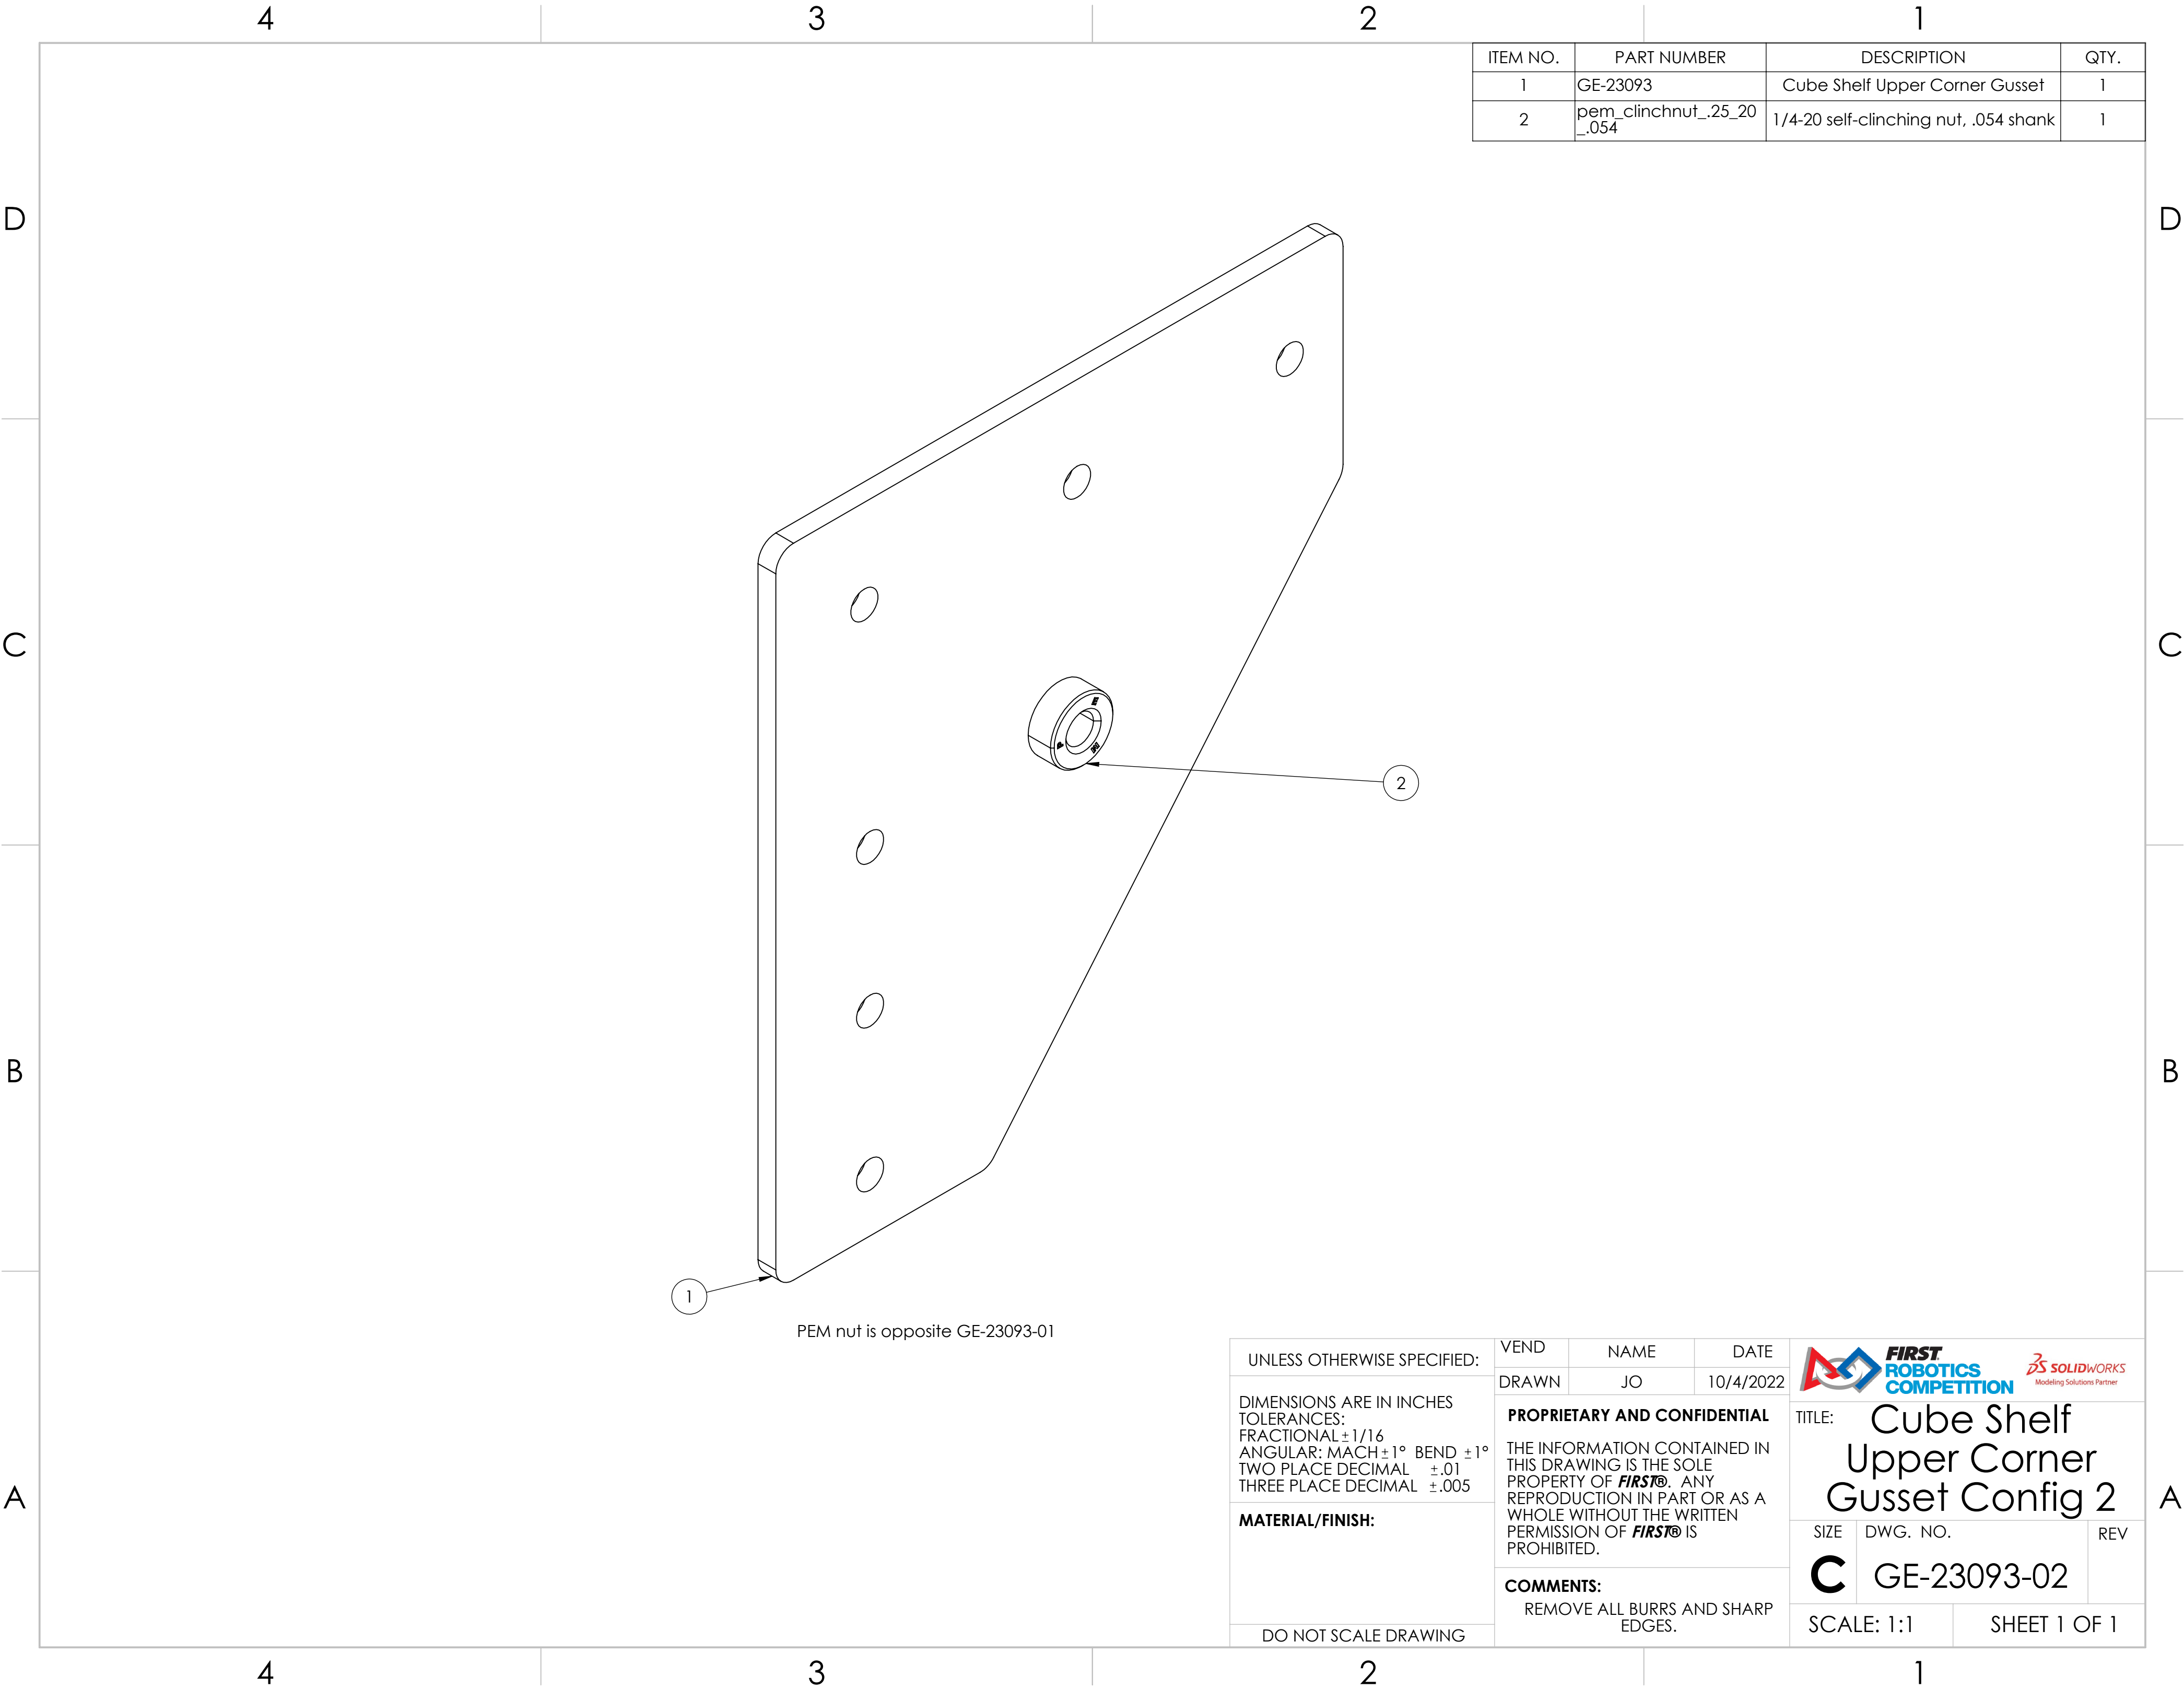 4 3 2 1
ITEM NO. PART NUMBER DESCRIPTION QTY.
1 GE-23093 Cube Shelf Upper Corner Gusset 1
2 pem_clinchnut_.25_20 1/4-20 self-clinching nut, .054 shank 1
_.054
D D
C C
2
B B
1
PEM nut is opposite GE-23093-01
UNLESS OTHERWISE SPECIFIED:
DIMENSIONS ARE IN INCHES
TOLERANCES:
FRACTIONAL ±1/16
ANGULAR: MACH ±1° BEND ±1°
TWO PLACE DECIMAL ±.01
THREE PLACE DECIMAL ±.005
MATERIAL/FINISH:
DO NOT SCALE DRAWING
VEND NAME DATE
DRAWN JO 10/4/2022
PROPRIETARY AND CONFIDENTIAL
THE INFORMATION CONTAINED IN
THIS DRAWING IS THE SOLE
PROPERTY OF FIRST®. ANY
REPRODUCTION IN PART OR AS A
WHOLE WITHOUT THE WRITTEN
PERMISSION OF FIRST® IS
PROHIBITED.
COMMENTS:
REMOVE ALL BURRS AND SHARP
EDGES.
FIRST
ROBOTICS
COMPETITION
SOLIDWORKS
Modeling Solutions Partner
TITLE: Cube Shelf
Upper Corner
Gusset Config 2
SIZE DWG. NO. REV
C GE-23093-02
SCALE: 1:1 SHEET 1 OF 1
A A
4 3 2 1